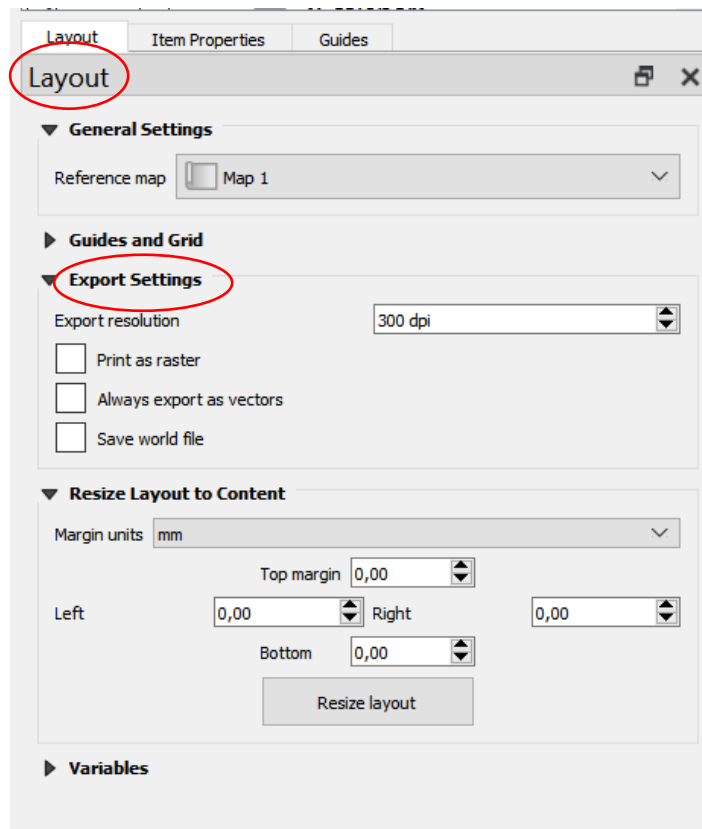 Layout Item Properties Guides
Layout
General Settings
Reference map Map 1
Guides and Grid
Export Settings
Export resolution 300 dpi
Print as raster
Always export as vectors
Save world file
Resize Layout to Content
Margin units mm
Top margin 0,00
Left 0,00 Right 0,00
Bottom 0,00
Resize layout
Variables